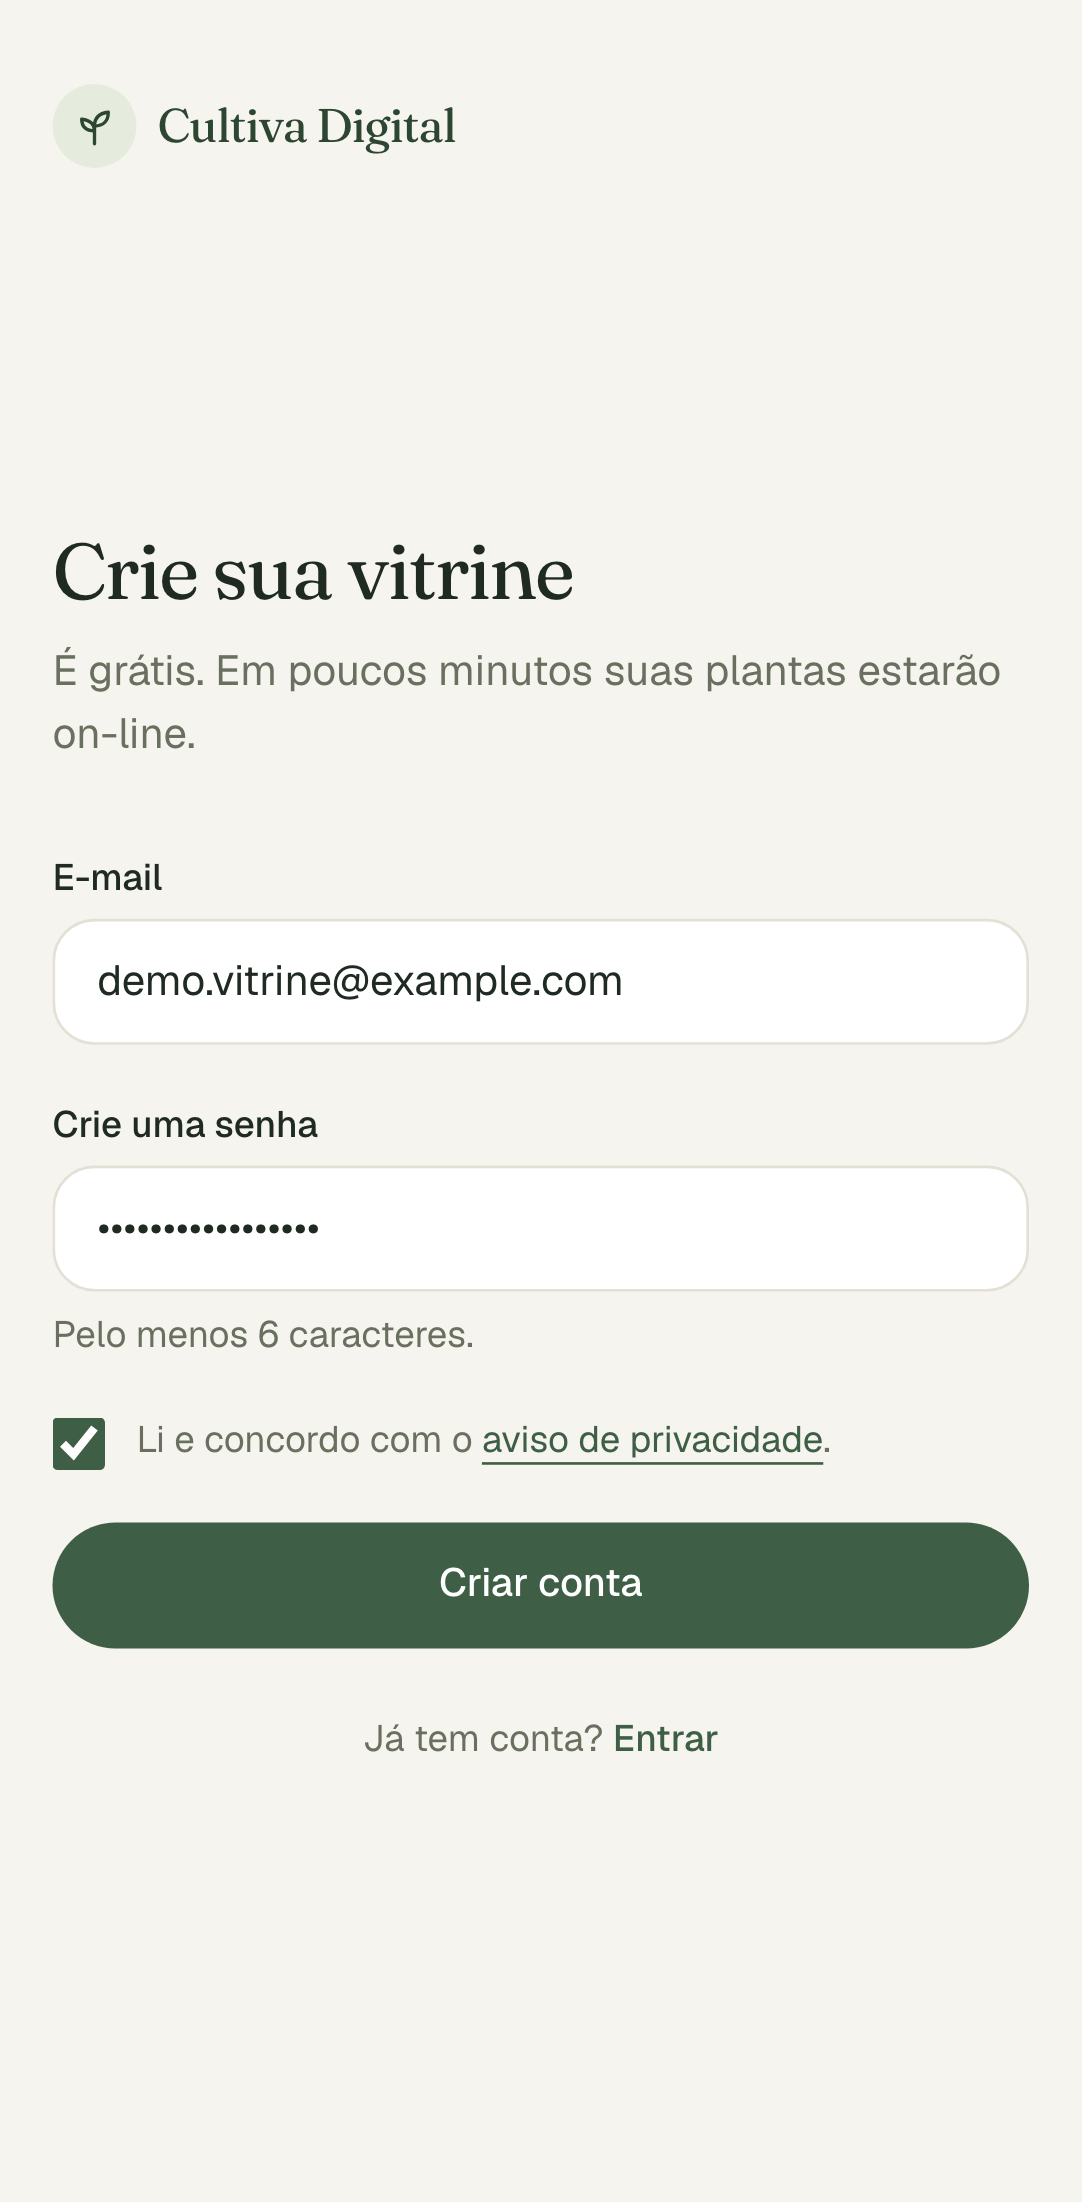 Cultiva Digital
Crie sua vitrine
É grátis. Em poucos minutos suas plantas estarão
on-line.
E-mail
demo.vitrine@example.com
Crie uma senha
•••••••••••••••••
Pelo menos 6 caracteres.
Li e concordo com o aviso de privacidade.
Criar conta
Já tem conta? Entrar